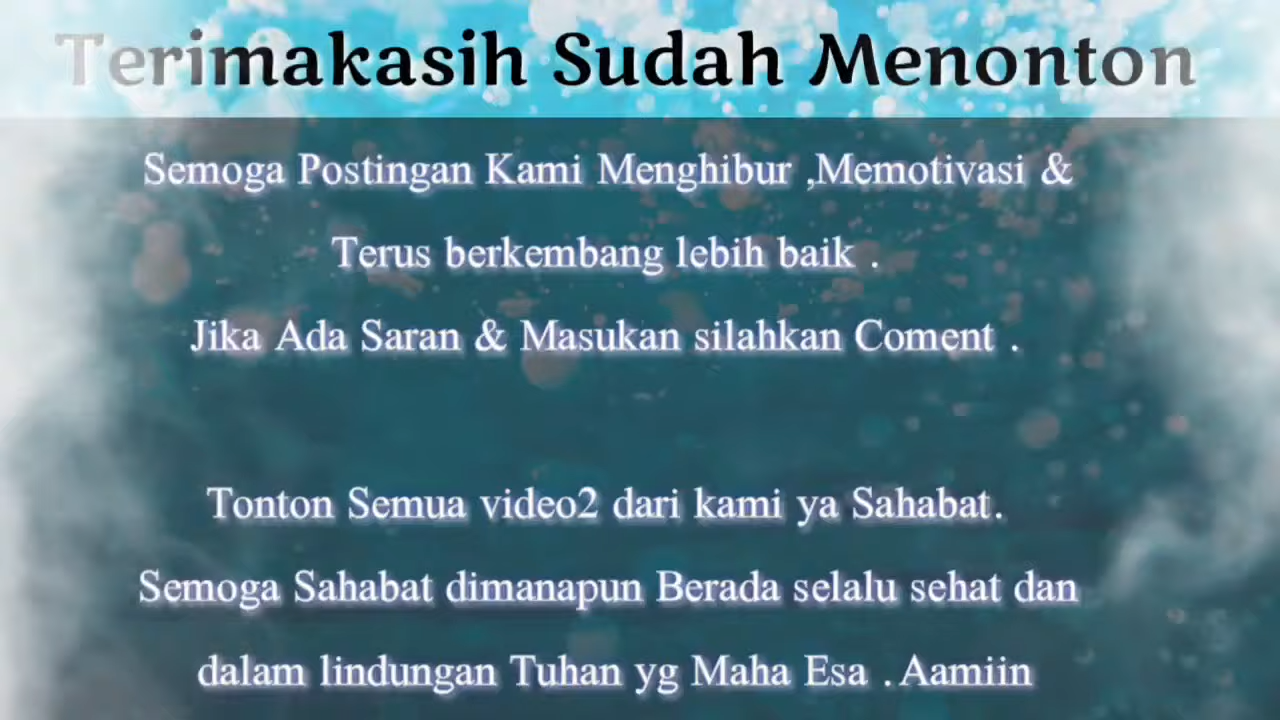 Terimakasih Sudah Menonton
Semoga Postingan Kami Menghibur ,Memotivasi &
Terus berkembang lebih baik .
Jika Ada Saran & Masukan silahkan Coment .
Tonton Semua video2 dari kami ya Sahabat.
Semoga Sahabat dimanapun Berada selalu sehat dan
dalam lindungan Tuhan yg Maha Esa . Aamiin